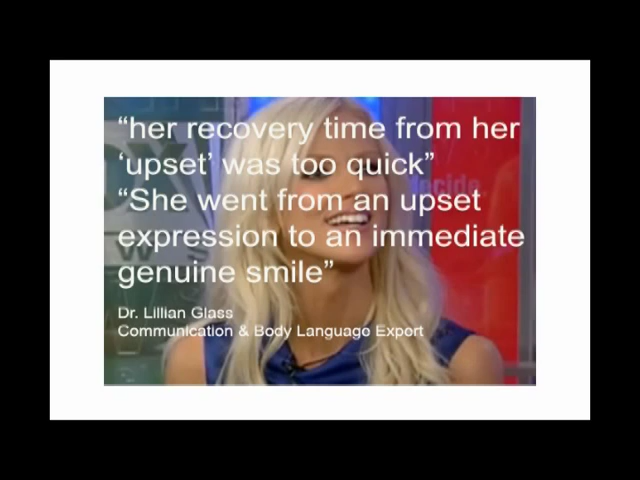 “her recovery time from her
‘upset’ was too quick”
“She went from an upset
expression to an immediate
genuine smile”
Dr. Lillian Glass
Communication & Body Language Expert